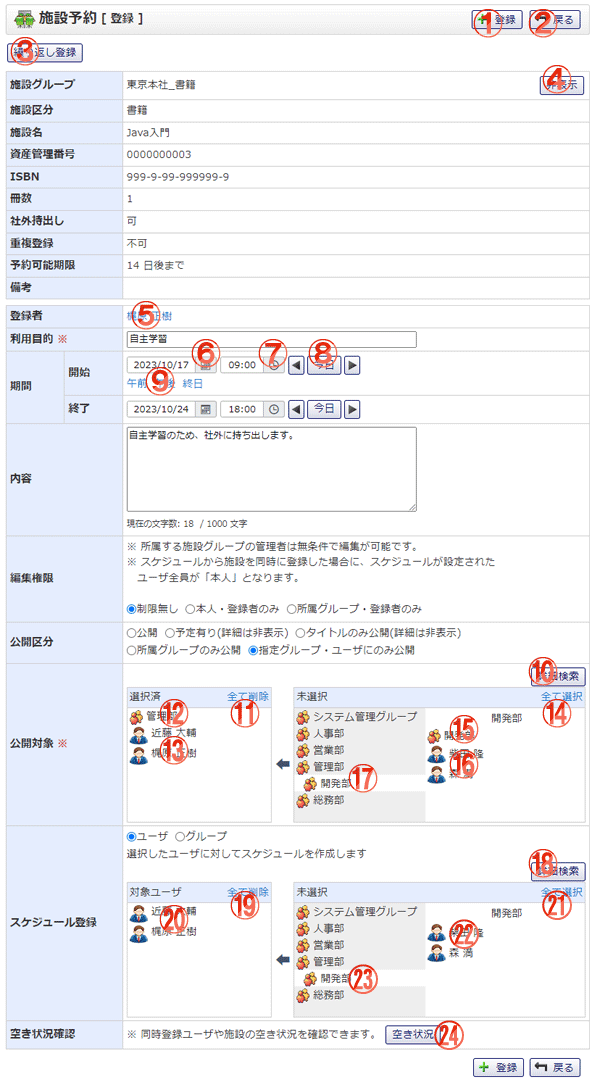 施設予約 [ 登録 ]
① 登録 ② 戻る
③ 返し登録
施設グループ 東京本社_書籍 ④ 非表示
施設区分 書籍
施設名 Java入門
資産管理番号 0000000003
ISBN 999-9-99-999999-9
冊数 1
社外持出し 可
重複登録 不可
予約可能期限 14 日後まで
備考
登録者 ⑤ 梶原 正樹
利用目的 ※ 自主学習
⑥ ⑦ ⑧
期間 開始 2023/10/17 09:00 ◀ 今日 ▶
午前 ⑨ 午後 終日
終了 2023/10/24 18:00 ◀ 今日 ▶
内容 自主学習のため、社外に持ち出します。
現在の文字数: 18 / 1000 文字
編集権限 ※ 所属する施設グループの管理者は無条件で編集が可能です。
※ スケジュールから施設を同時に登録した場合に、スケジュールが設定された
ユーザ全員が「本人」となります。
制限無し 本人・登録者のみ 所属グループ・登録者のみ
公開区分 公開 予定有り(詳細は非表示) タイトルのみ公開(詳細は非表示)
所属グループのみ公開 指定グループ・ユーザにのみ公開
⑩ 詳細検索
公開対象 ※
選択済 ⑪ 全て削除
⑫ 管理部
近藤 大輔
⑬ 梶原 正樹
未選択 ⑭ 全て選択
システム管理グループ
人事部
営業部
管理部
開発部 ⑰
総務部
開発部
⑮ 開発部
柴田 隆
⑯ 森 満
スケジュール登録
ユーザ グループ
選択したユーザに対してスケジュールを作成します
⑱ 詳細検索
対象ユーザ ⑲ 全て削除
近藤 大輔
⑳ 梶原 正樹
未選択 ㉑ 全て選択
システム管理グループ
人事部
営業部
管理部
開発部 ㉓
総務部
開発部
㉒ 柴田 隆
森 満
空き状況確認 ※ 同時登録ユーザや施設の空き状況を確認できます。 空き状況 ㉔
登録 戻る